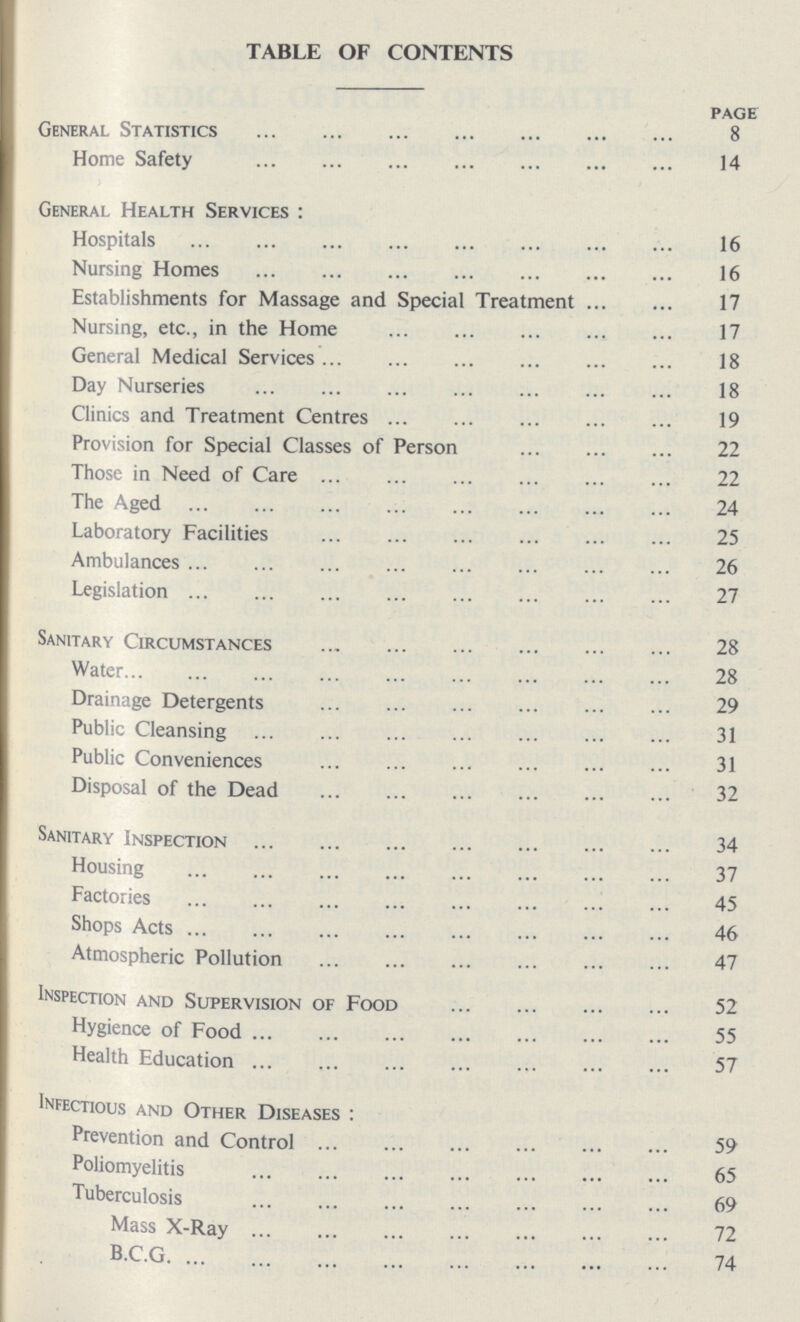 TABLE OF CONTENTS
PAGE
GENERAL STATISTICS ... ... ... ... ... ... ... 8
Home Safety ... ... ... ... ... ... ... 14
GENERAL HEALTH SERVICES :
Hospitals ... ... ... ... ... ... ... ... 16
Nursing Homes ... ... ... ... ... ... ... 16
Establishments for Massage and Special Treatment ... ... 17
Nursing, etc., in the Home ... ... ... ... ... 17
General Medical Services ... ... ... ... ... ... 18
Day Nurseries ... ... ... ... ... ... ... 18
Clinics and Treatment Centres ... ... ... ... ... 19
Provision for Special Classes of Person ... ... ... 22
Those in Need of Care ... ... ... ... ... ... 22
The Aged ... ... ... ... ... ... ... ... 24
Laboratory Facilities ... ... ... ... ... ... 25
Ambulances ... ... ... ... ... ... ... ... 26
Legislation ... ... ... ... ... ... ... ... 27
SANITARY CIRCUMSTANCES ... ... ... ... ... ... 28
Water... ... ... ... ... ... ... ... ... 28
Drainage Detergents ... ... ... ... ... ... 29
Public Cleansing ... ... ... ... ... ... ... 31
Public Conveniences ... ... ... ... ... ... 31
Disposal of the Dead ... ... ... ... ... ... 32
SANITARY INSPECTION ... ... ... ... ... ... ... 34
Housing ... ... ... ... ... ... ... ... 37
Factories ... ... ... ... ... ... ... ... 45
Shops Acts ... ... ... ... ... ... ... ... 46
Atmospheric Pollution ... ... ... ... ... ... 47
INSPECTION AND SUPERVISION OF FOOD ... ... ... ... 52
Hygience of Food ... ... ... ... ... ... ... 55
Health Education ... ... ... ... ... ... ... 57
INFECTIOUS AND OTHER DISEASES :
Prevention and Control ... ... ... ... ... ... 59
Poliomyelitis ... ... ... ... ... ... ... 65
Tuberculosis ... ... ... ... ... ... ... 69
Mass X-Ray ... ... ... ... ... ... ... 72
B.C.G. ... ... ... ... ... ... ... ... 74